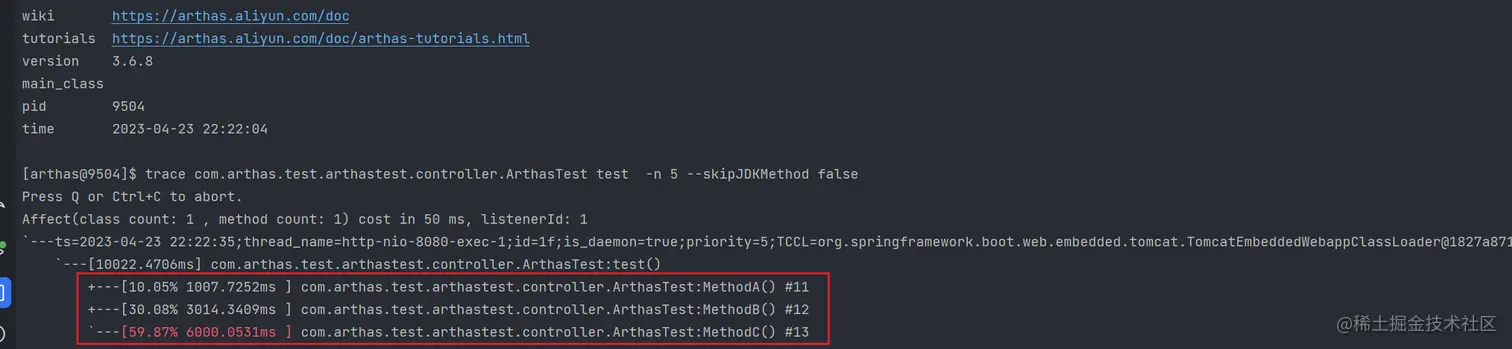 wiki https://arthas.aliyun.com/doc
tutorials https://arthas.aliyun.com/doc/arthas-tutorials.html
version 3.6.8
main_class
pid 9504
time 2023-04-23 22:22:04
[arthas@9504]$ trace com.arthas.test.arthastest.controller.ArthasTest test  -n 5 --skipJDKMethod false
Press Q or Ctrl+C to abort.
Affect(class count: 1 , method count: 1) cost in 50 ms, listenerId: 1
`---ts=2023-04-23 22:22:35;thread_name=http-nio-8080-exec-1;id=1f;is_daemon=true;priority=5;TCCL=org.springframework.boot.web.embedded.tomcat.TomcatEmbeddedWebappClassLoader@1827a871
`---[10022.4706ms] com.arthas.test.arthastest.controller.ArthasTest:test()
+---[10.05% 1007.7252ms ] com.arthas.test.arthastest.controller.ArthasTest:MethodA() #11
+---[30.08% 3014.3409ms ] com.arthas.test.arthastest.controller.ArthasTest:MethodB() #12
`---[59.87% 6000.0531ms ] com.arthas.test.arthastest.controller.ArthasTest:MethodC() #13
@稀土掘金技术社区